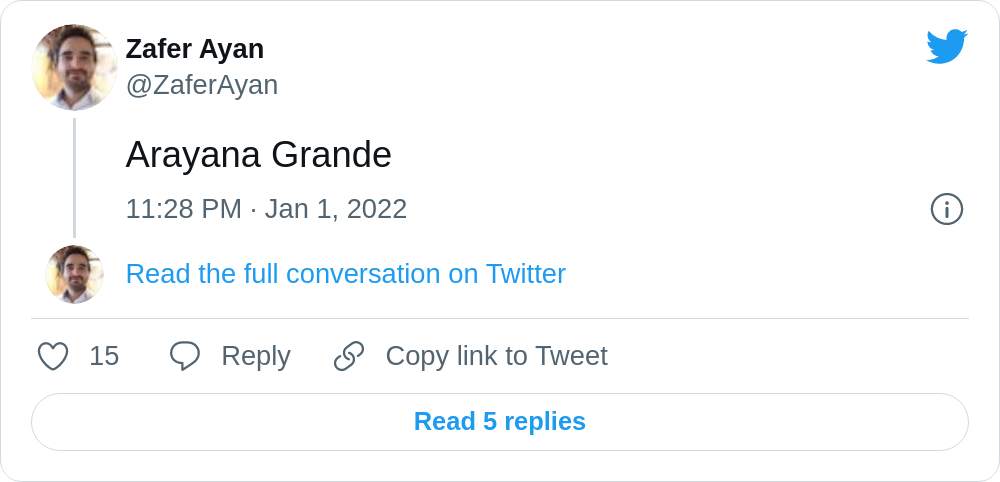 Zafer Ayan
@ZaferAyan
Arayana Grande
11:28 PM · Jan 1, 2022
Read the full conversation on Twitter
15 Reply Copy link to Tweet
Read 5 replies